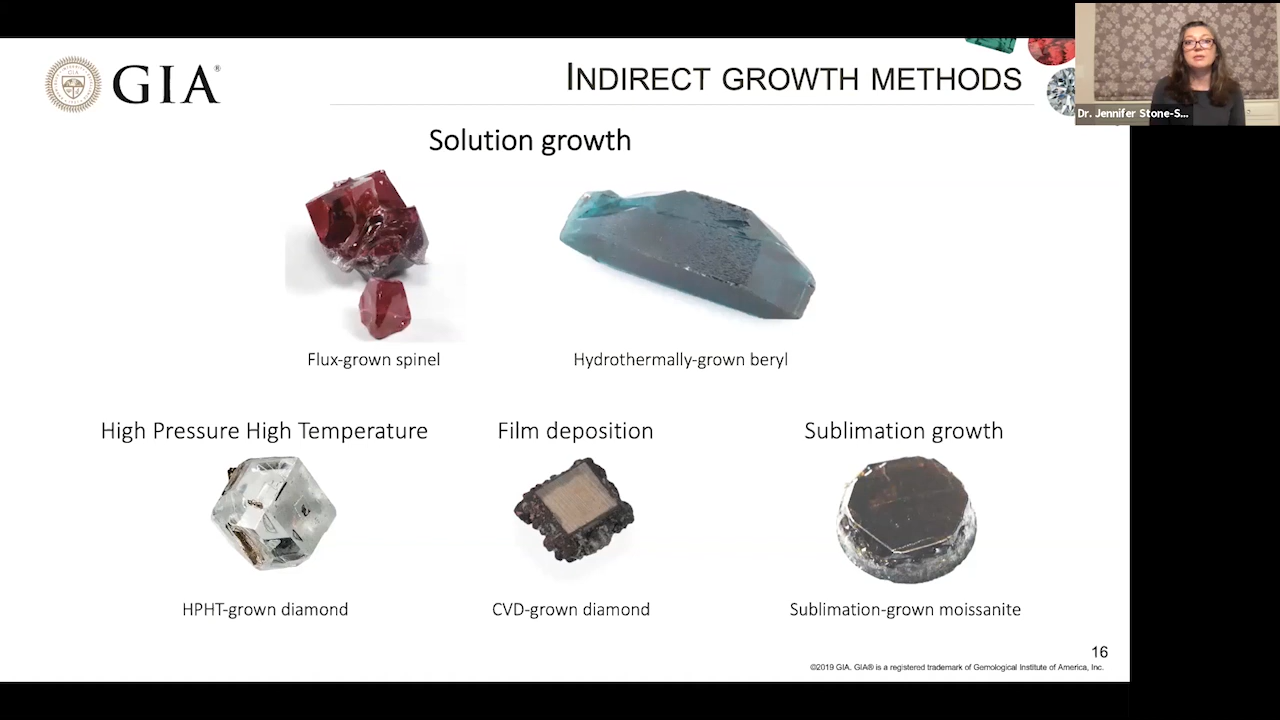 GIA®
INDIRECT GROWTH METHODS
Dr. Jennifer Stone-S...
Solution growth
Flux-grown spinel
Hydrothermally-grown beryl
High Pressure High Temperature
Film deposition
Sublimation growth
HPHT-grown diamond
CVD-grown diamond
Sublimation-grown moissanite
16
©2019 GIA. GIA® is a registered trademark of Gemological Institute of America, Inc.